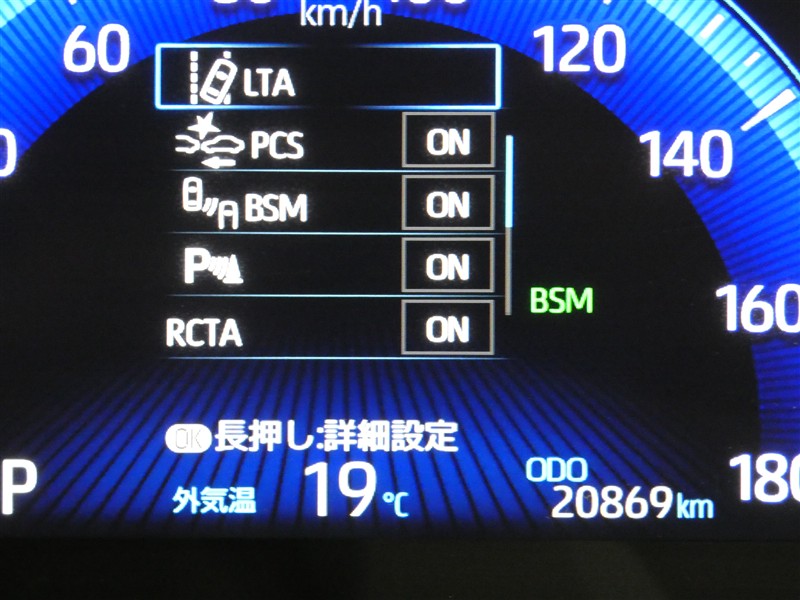 km/h
60
120
LTA
PCS ON
140
BSM ON
P ON
BSM
160
RCTA ON
OK 長押し:詳細設定
P
外気温 19℃
ODO
20869km
180